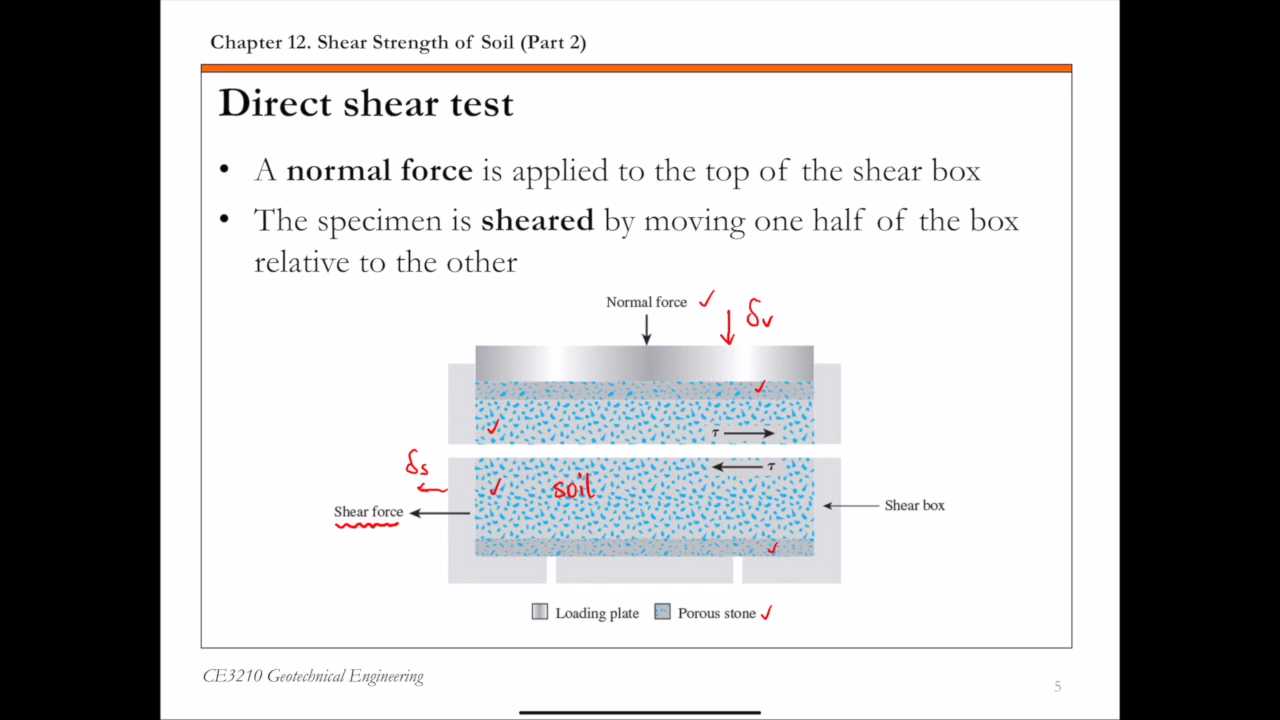 Chapter 12. Shear Strength of Soil (Part 2)
Direct shear test
• A normal force is applied to the top of the shear box
• The specimen is sheared by moving one half of the box
relative to the other
Normal force ✓
δv
✓
✓
τ
τ
δs
✓ soil
Shear force
Shear box
✓
Loading plate Porous stone ✓
CE3210 Geotechnical Engineering
5